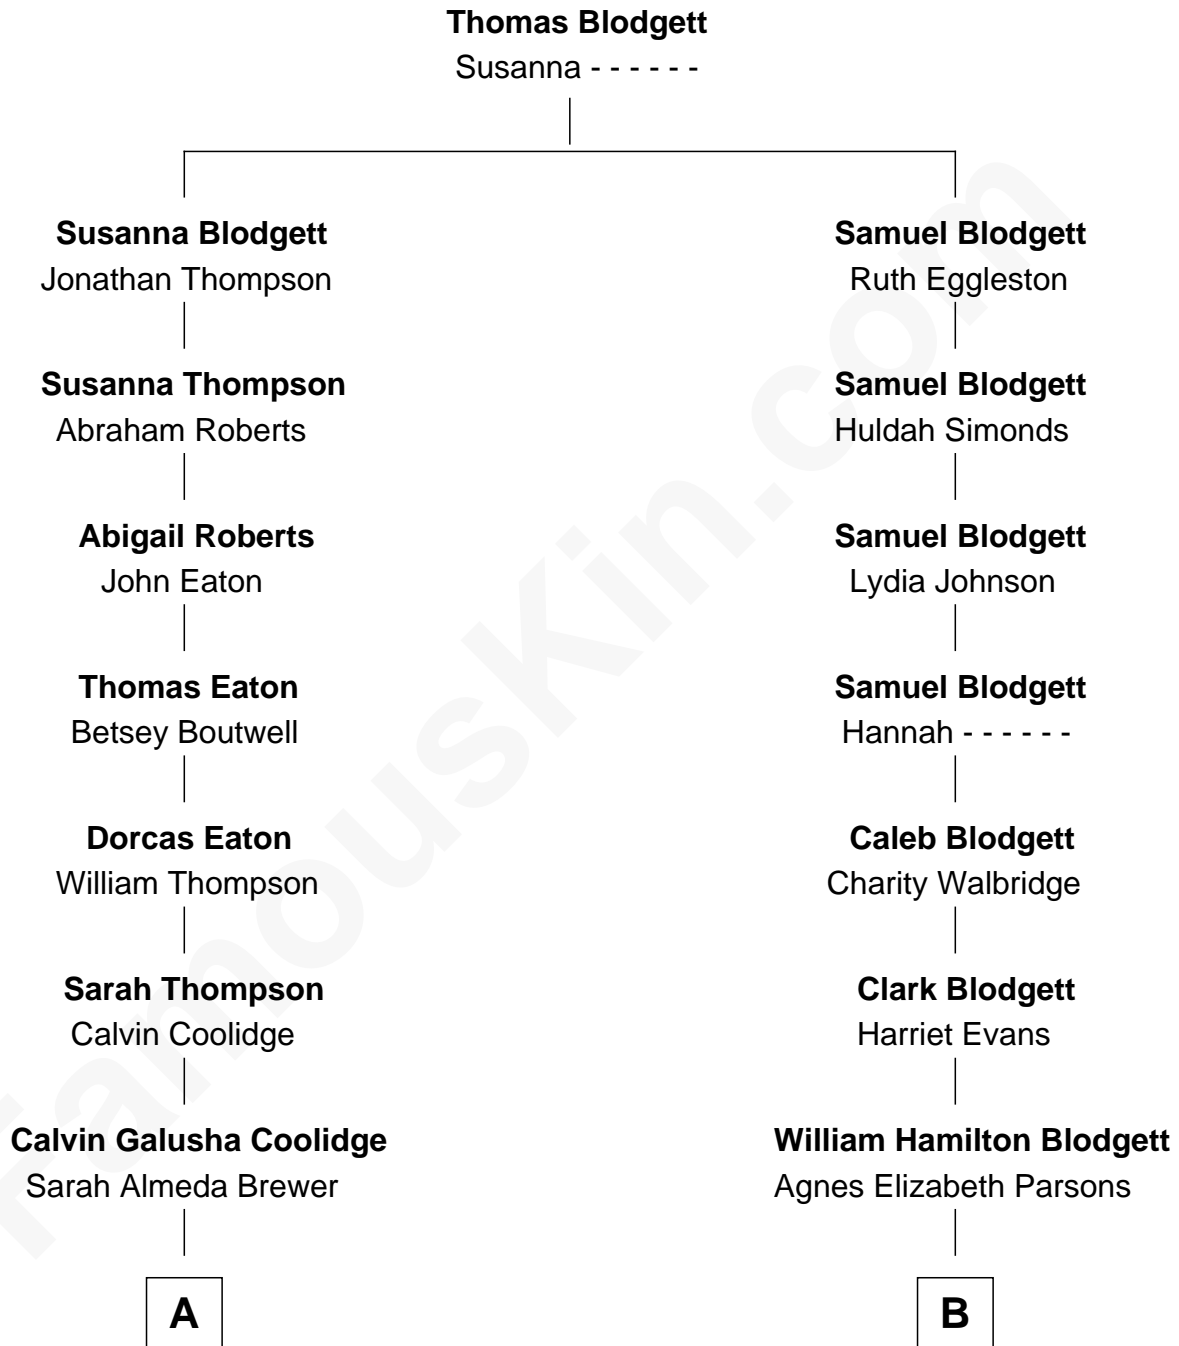 Thomas Blodgett
Susanna - - - - - -
Susanna Blodgett
Jonathan Thompson
Samuel Blodgett
Ruth Eggleston
Susanna Thompson
Abraham Roberts
Samuel Blodgett
Huldah Simonds
Abigail Roberts
John Eaton
Samuel Blodgett
Lydia Johnson
Thomas Eaton
Betsey Boutwell
Samuel Blodgett
Hannah - - - - - -
Dorcas Eaton
William Thompson
Caleb Blodgett
Charity Walbridge
Sarah Thompson
Calvin Coolidge
Clark Blodgett
Harriet Evans
Calvin Galusha Coolidge
Sarah Almeda Brewer
William Hamilton Blodgett
Agnes Elizabeth Parsons
A
B
FamousKin.com